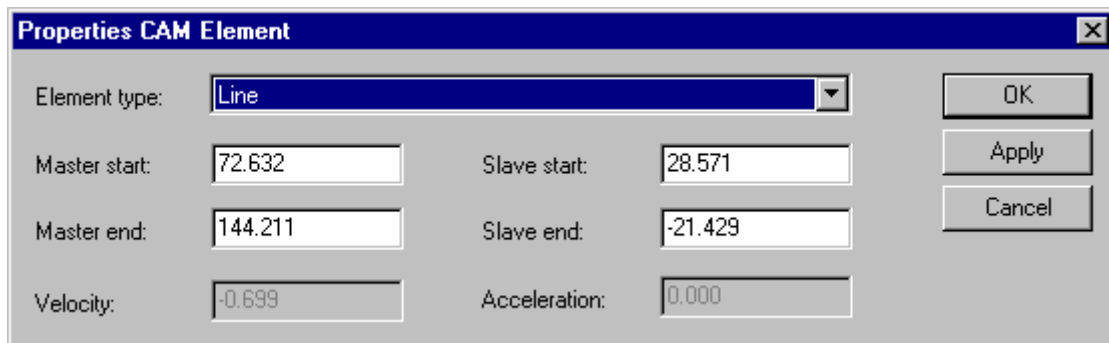 Properties CAM Element
Element type: Line OK
Master start: 72.632 Slave start: 28.571 Apply
Master end: 144.211 Slave end: -21.429 Cancel
Velocity: -0.699 Acceleration: 0.000